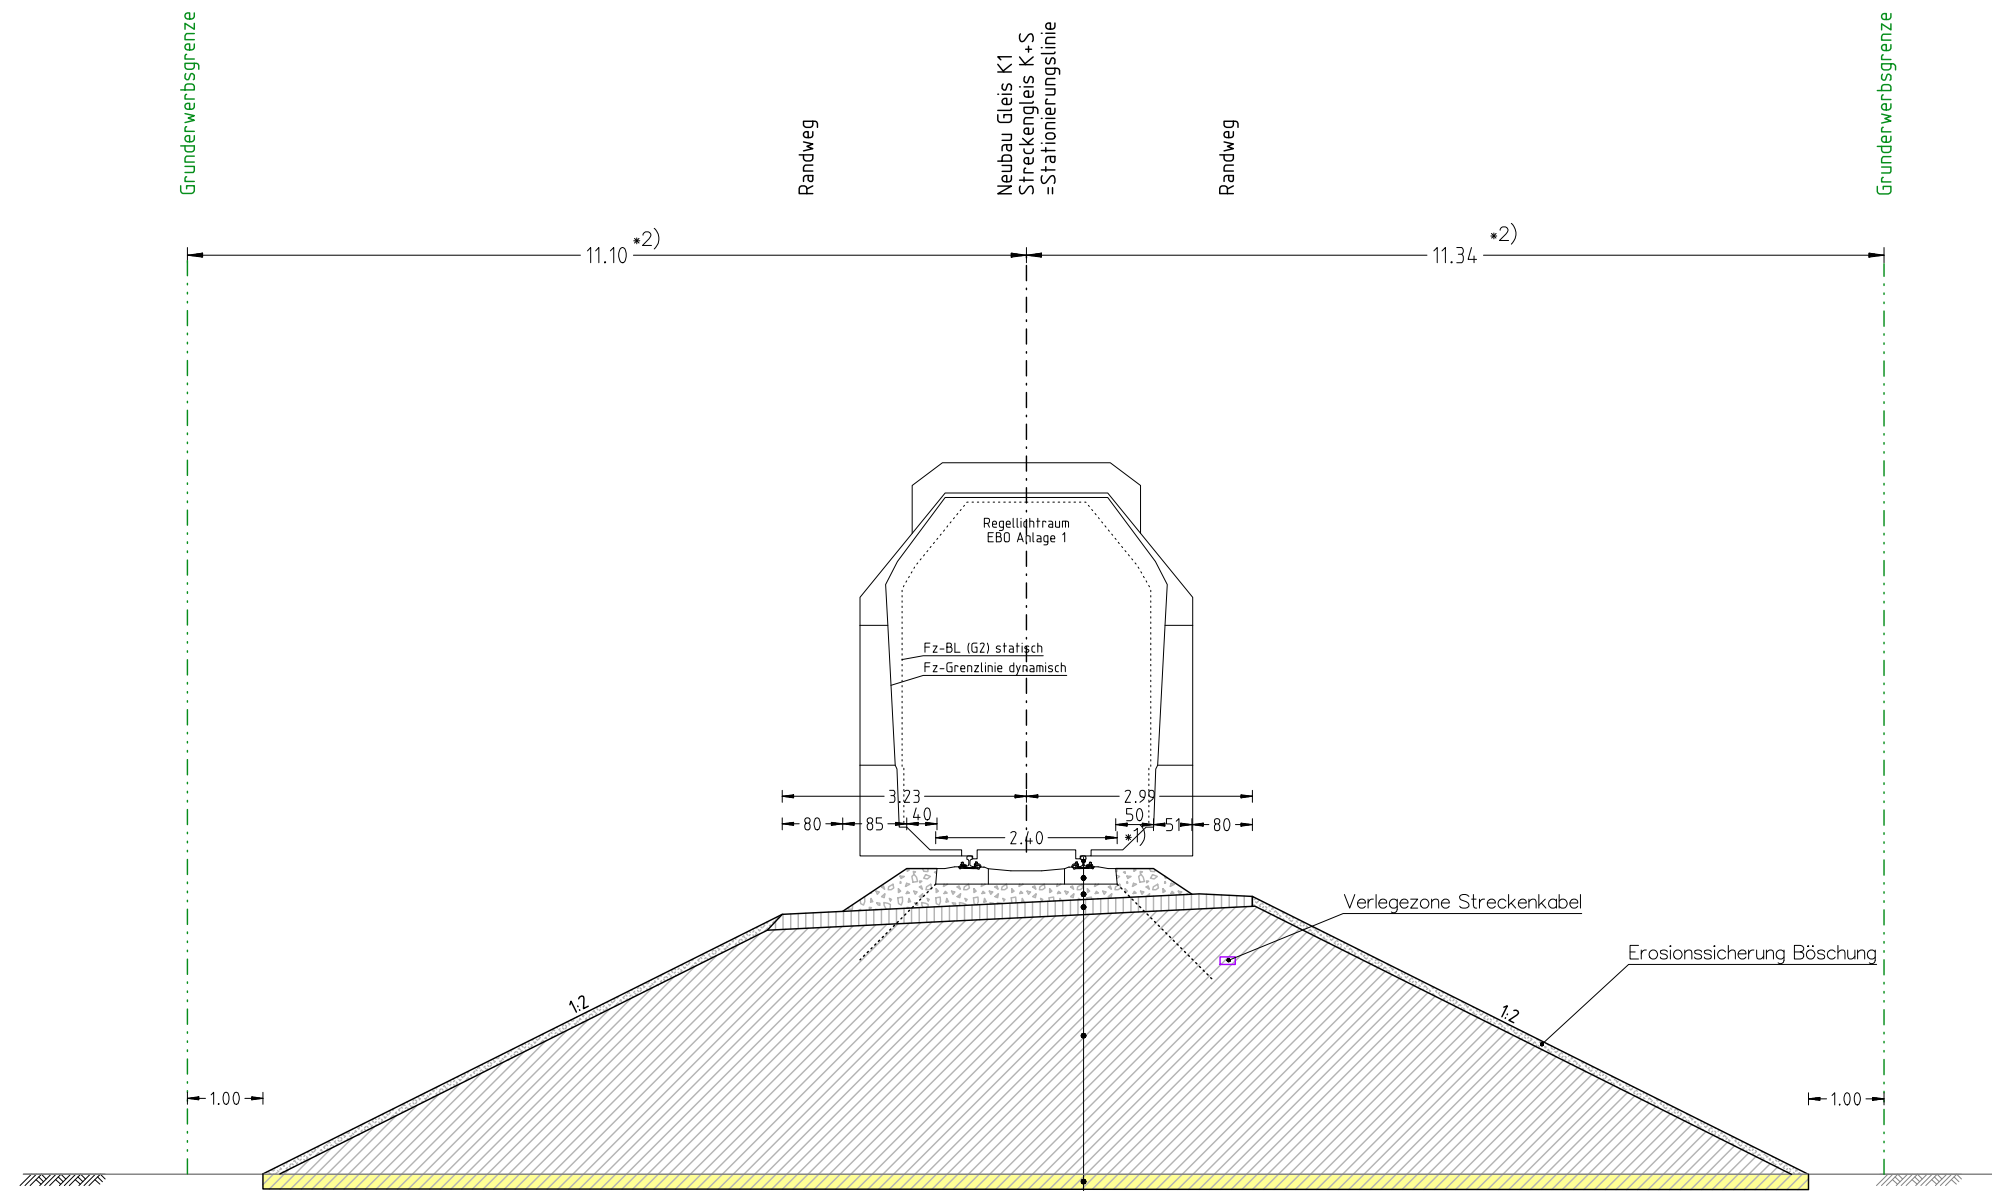 Grunderwerbsgrenze
Randweg
Neubau Gleis K1
Streckengleis K+S
=Stationierungslinie
Randweg
Grunderwerbsgrenze
11.10 *2)
11.34 *2)
Regellichtraum
EBO Anlage 1
Fz-BL (G2) statisch
Fz-Grenzlinie dynamisch
3.23
2.99
80
85
40
50
51
80
2.40
*1)
Verlegezone Streckenkabel
Erosionssicherung Böschung
1:2
1:2
1.00
1.00